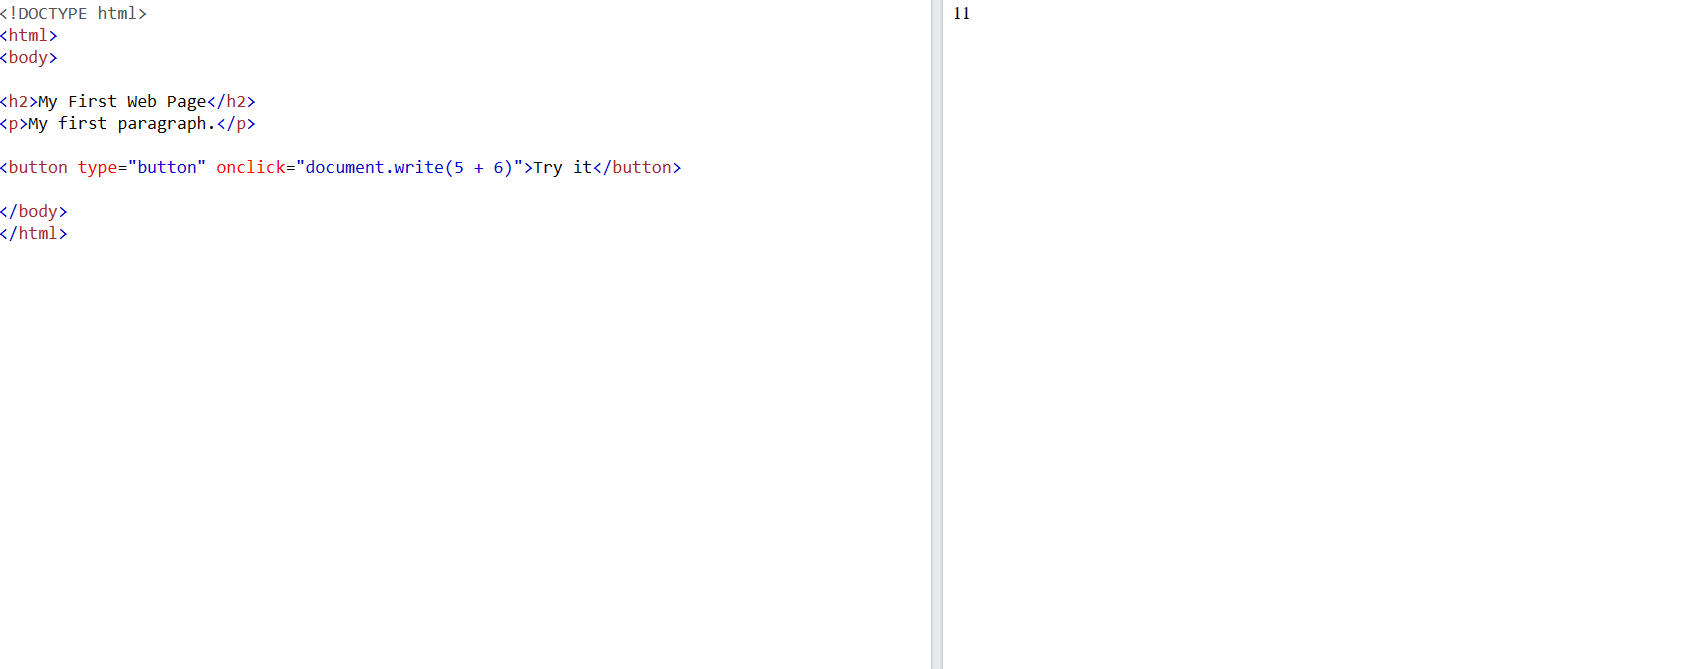 <!DOCTYPE html>
<html>
<body>
<h2>My First Web Page</h2>
<p>My first paragraph.</p>
<button type="button" onclick="document.write(5 + 6)">Try it</button>
</body>
</html>
11